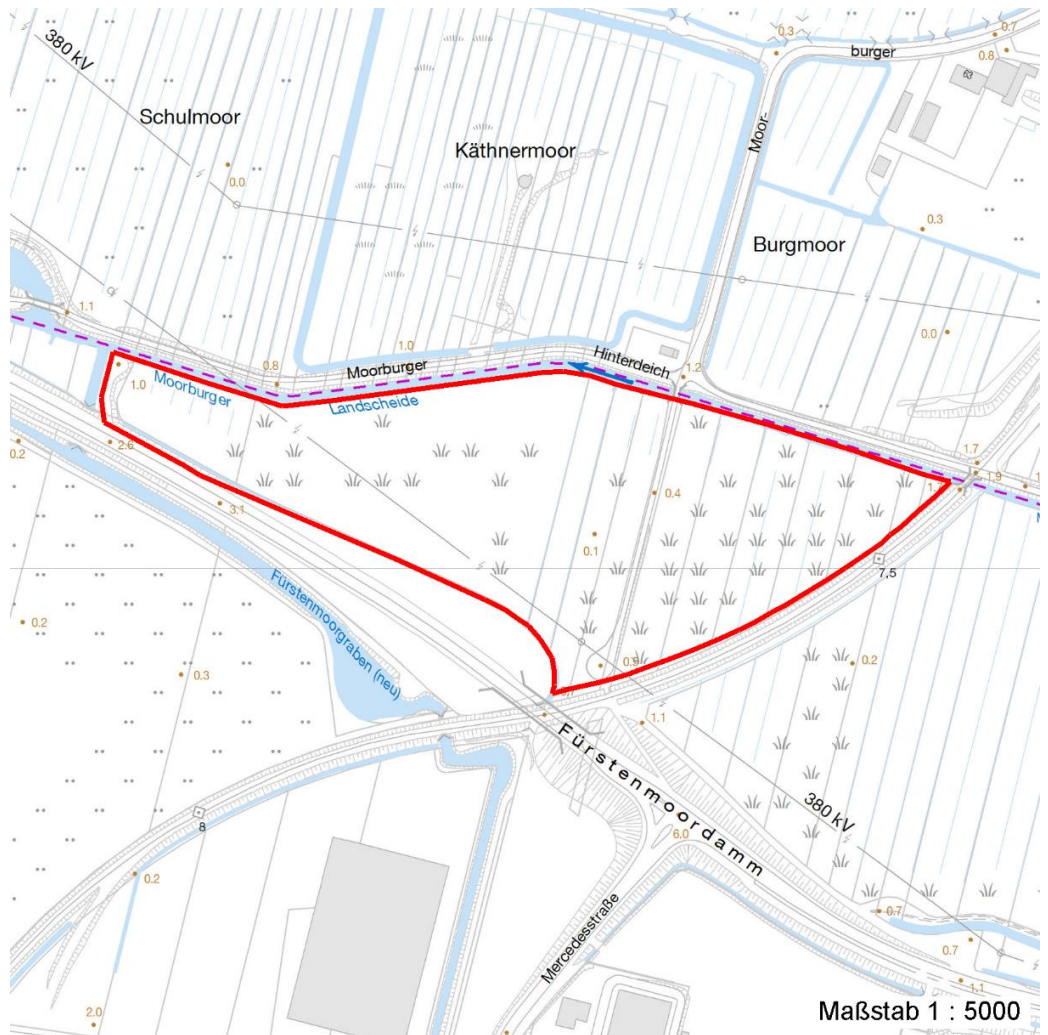 380 kV
Schulmoor
0.0
Käthnermoor
0.3
burger
0.7
0.8
63
Moor-
0.3
Burgmoor
0.0
1.1
0.8
1.0
Moorburger
Hinterdeich
1.2
1.0
Moorburger
Landscheide
1.7
1.9
0.2
2.6
3.1
0.4
0.1
7,5
Fürstenmoorgraben (neu)
0.2
0.3
0.2
1.1
Fürstenmoordamm
380 kV
8
6.0
0.2
0.7
0.7
1.1
Mercedesstraße
2.0
Maßstab 1 : 5000